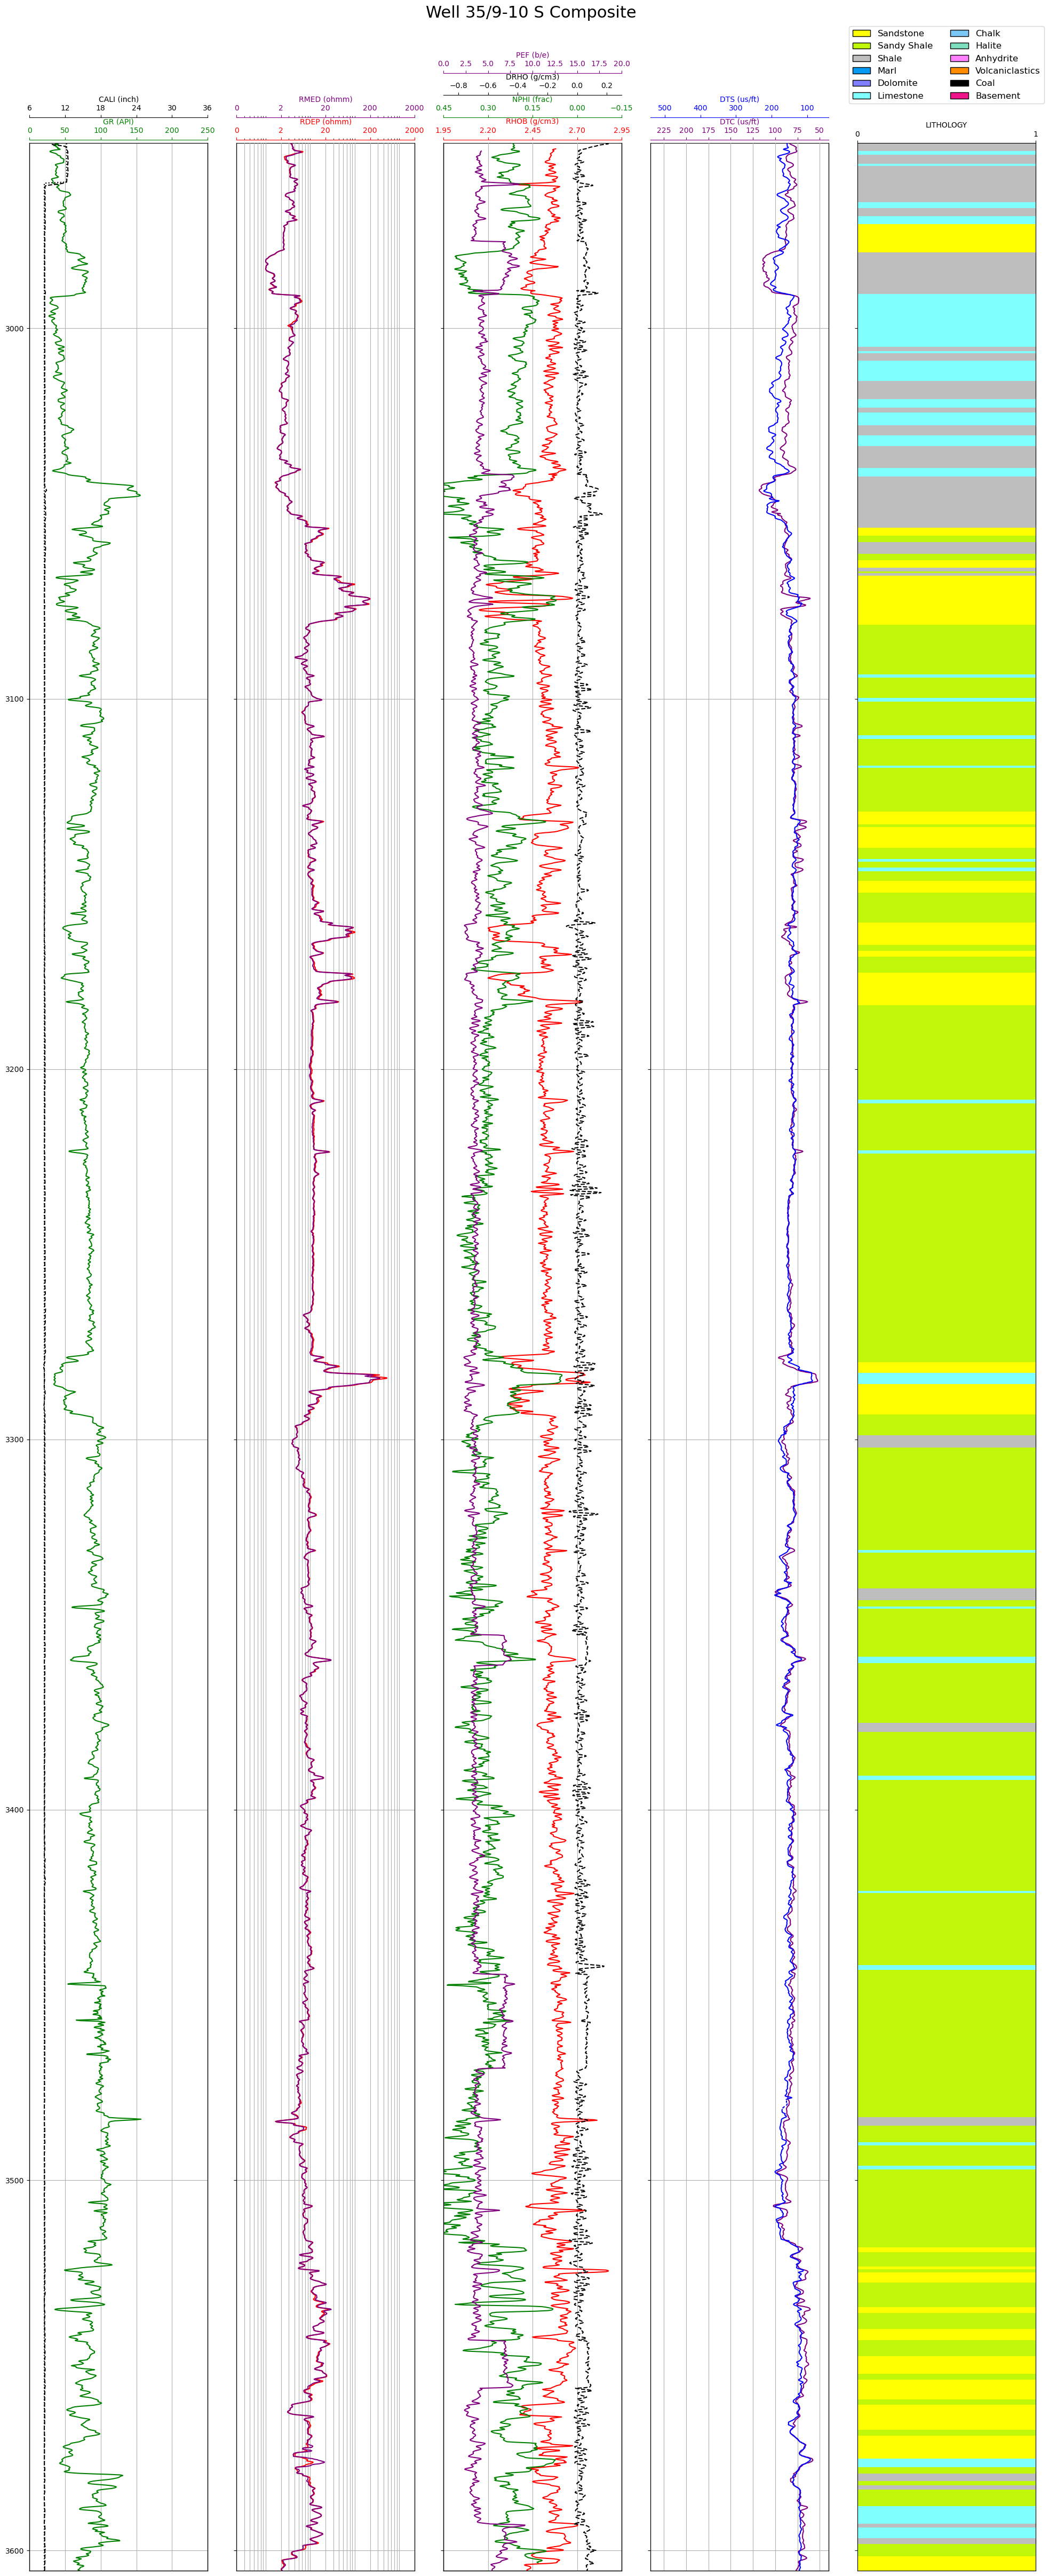 Well 35/9-10 S Composite
Sandstone Chalk
Sandy Shale Halite
Shale Anhydrite
Marl Volcaniclastics
Dolomite Coal
Limestone Basement
PEF (b/e)
0.0 2.5 5.0 7.5 10.0 12.5 15.0 17.5 20.0
DRHO (g/cm3)
−0.8 −0.6 −0.4 −0.2 0.0 0.2
CALI (inch) RMED (ohmm) NPHI (frac) DTS (us/ft)
6 12 18 24 30 36 0 2 20 200 2000 0.45 0.30 0.15 0.00 −0.15 500 400 300 200 100
GR (API) RDEP (ohmm) RHOB (g/cm3) DTC (us/ft) LITHOLOGY
0 50 100 150 200 250 0 2 20 200 2000 1.95 2.20 2.45 2.70 2.95 225 200 175 150 125 100 75 50 0 1
3000
3100
3200
3300
3400
3500
3600